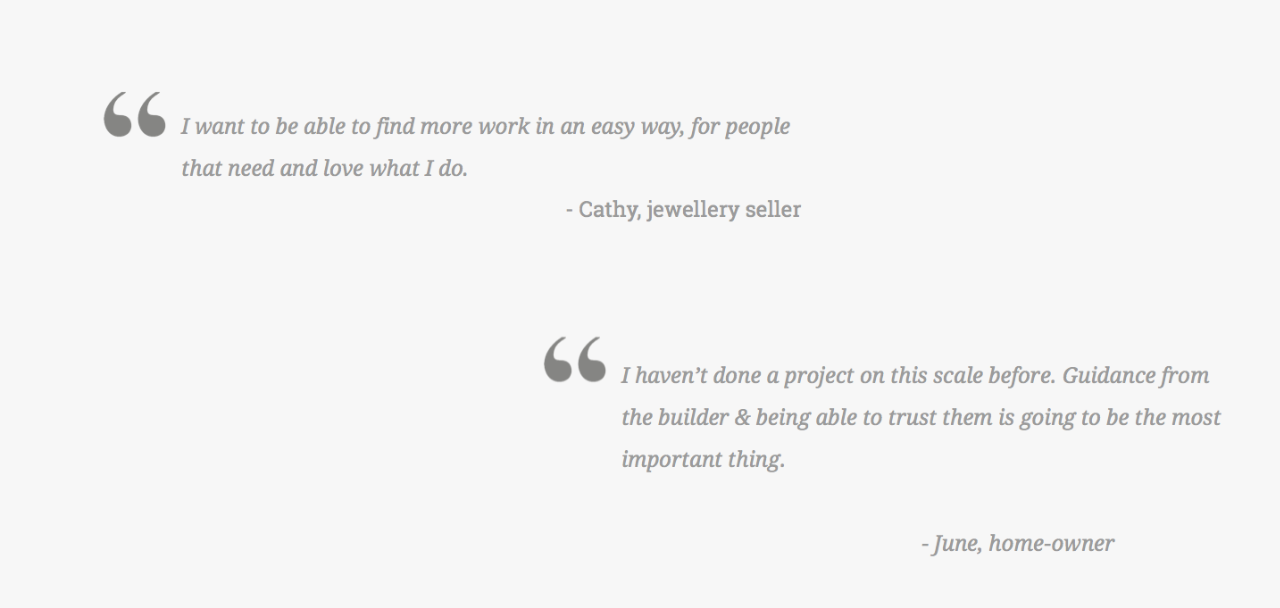 “ I want to be able to find more work in an easy way, for people
that need and love what I do.
- Cathy, jewellery seller
“ I haven’t done a project on this scale before. Guidance from
the builder & being able to trust them is going to be the most
important thing.
- June, home-owner